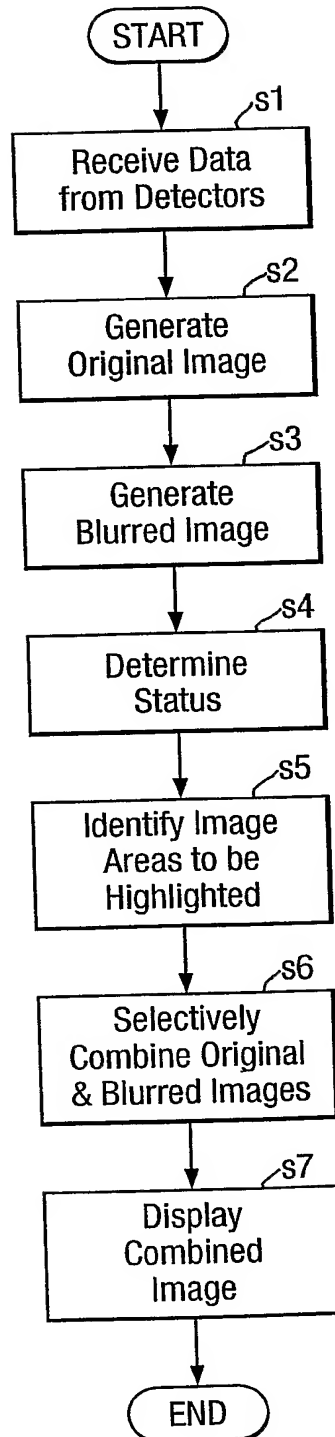 START
s1
Receive Data
from Detectors
s2
Generate
Original Image
s3
Generate
Blurred Image
s4
Determine
Status
s5
Identify Image
Areas to be
Highlighted
s6
Selectively
Combine Original
& Blurred Images
s7
Display
Combined
Image
END